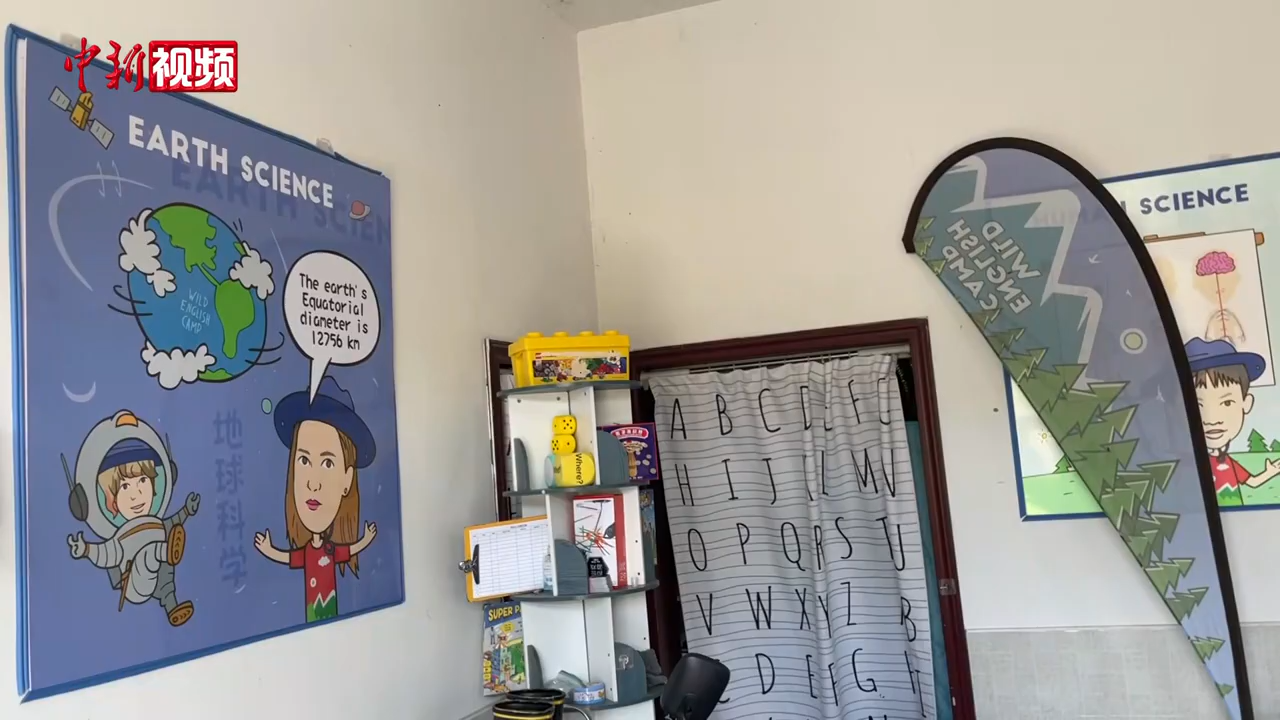 中新视频
EARTH SCIENCE
The earth's
Equatorial
diameter is
12756 km
WILD
ENGLISH
CAMP
地球科学
Where?
SUPER
WILD
ENGLISH
CAMP
SCIENCE
A B C D E F G
H I J L M
O P Q R S T U
V W X Y Z B
C D E F G H